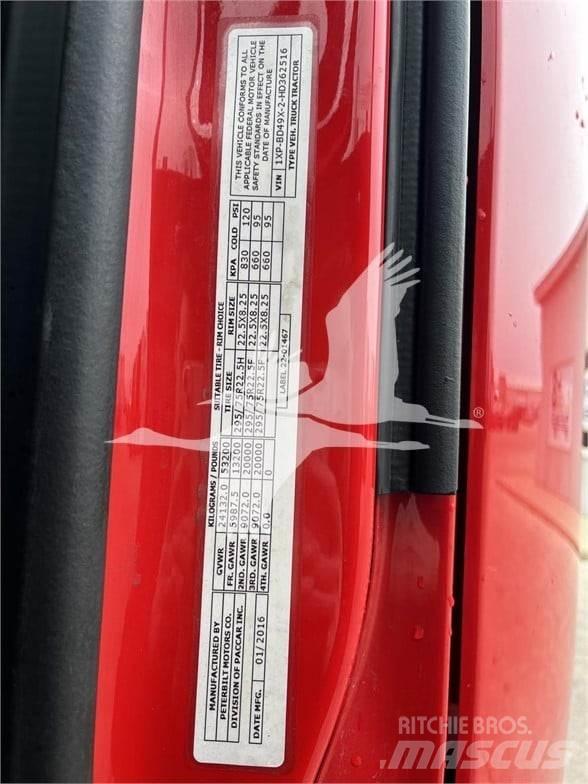 MANUFACTURED BY
PETERBILT MOTORS CO.
DIVISION OF PACCAR INC.
DATE MFG. 01/2016
KILOGRAMS / POUNDS
GVWR 24132.0 53200
FR. GAWR 5987.5 13200
2ND. GAWR 9072.0 20000
3RD. GAWR 9072.0 20000
4TH. GAWR 0.0 0
SUITABLE TIRE - RIM CHOICE
TIRE SIZE RIM SIZE KPA COLD PSI
295/75R22.5H 22.5X8.25 830 120
295/75R22.5F 22.5X8.25 660 95
295/75R22.5F 22.5X8.25 660 95
LABEL 22-01467
THIS VEHICLE CONFORMS TO ALL
APPLICABLE FEDERAL MOTOR VEHICLE
SAFETY STANDARDS IN EFFECT ON THE
DATE OF MANUFACTURE
VIN 1XP-BD49X-2-HD362516
TYPE VEH. TRUCK TRACTOR
®
RITCHIE BROS.
MASCUS